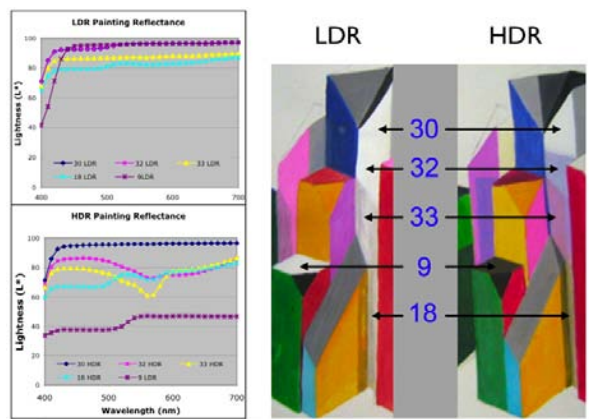 LDR Painting Reflectance
Lightness (L*)
100
80
60
40
20
0
30 LDR
32 LDR
33 LDR
18 LDR
9LDR
400
500
600
700
HDR Painting Reflectance
Lightness (L*)
100
80
60
40
20
0
30 HDR
32 HDR
33 HDR
18 HDR
9 LDR
400
500
600
700
Wavelength (nm)
LDR
HDR
30
32
33
9
18